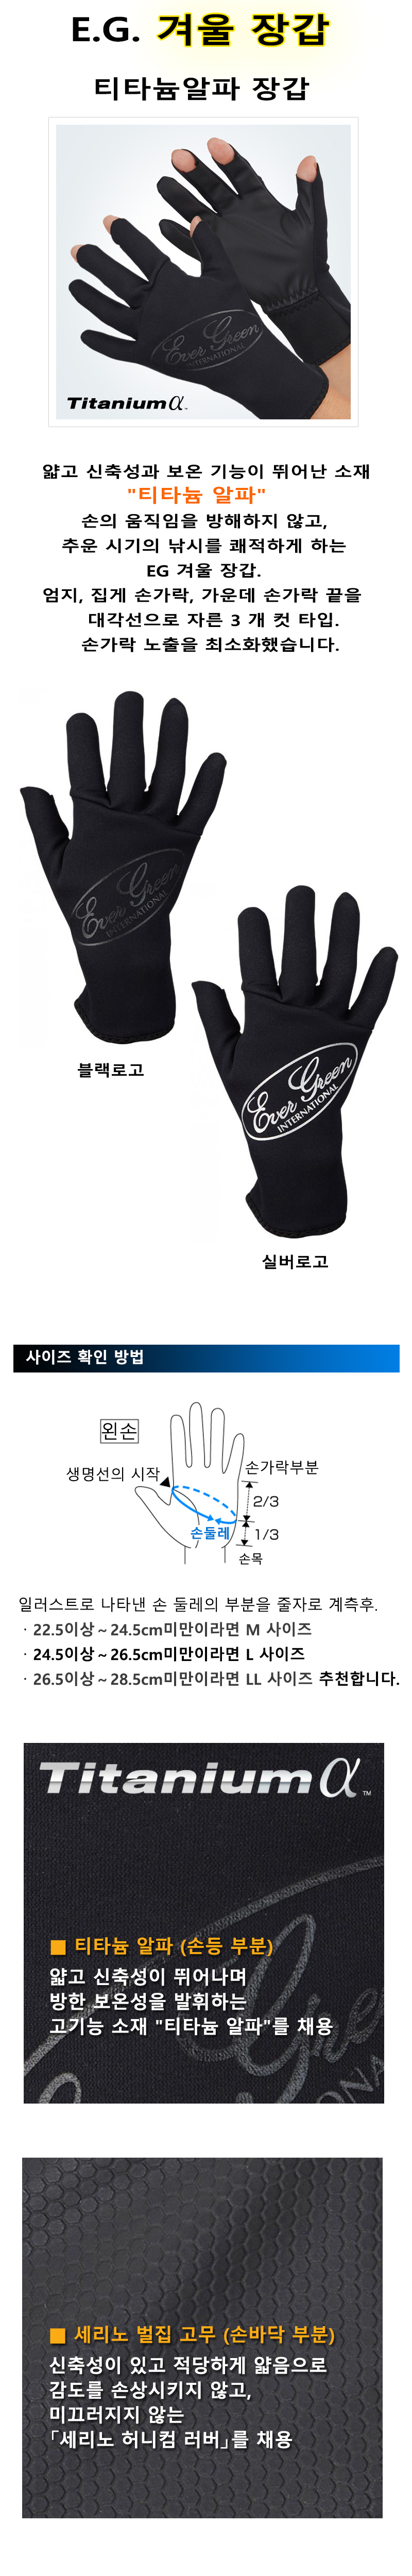 E.G. 겨울 장갑
티타늄알파 장갑
Ever Green
INTERNATIONAL
Titanium α™
얇고 신축성과 보온 기능이 뛰어난 소재
"티타늄 알파"
손의 움직임을 방해하지 않고,
추운 시기의 낚시를 쾌적하게 하는
EG 겨울 장갑.
엄지, 집게 손가락, 가운데 손가락 끝을
대각선으로 자른 3 개 컷 타입.
손가락 노출을 최소화했습니다.
Ever Green
INTERNATIONAL
블랙로고
Ever Green
INTERNATIONAL
실버로고
사이즈 확인 방법
왼손
생명선의 시작
손가락부분
2/3
손둘레
1/3
손목
일러스트로 나타낸 손 둘레의 부분을 줄자로 계측후.
· 22.5이상~24.5cm미만이라면 M 사이즈
· 24.5이상~26.5cm미만이라면 L 사이즈
· 26.5이상~28.5cm미만이라면 LL 사이즈 추천합니다.
Titanium α™
■ 티타늄 알파 (손등 부분)
얇고 신축성이 뛰어나며
방한 보온성을 발휘하는
고기능 소재 "티타늄 알파"를 채용
■ 세리노 벌집 고무 (손바닥 부분)
신축성이 있고 적당하게 얇음으로
감도를 손상시키지 않고,
미끄러지지 않는
「세리노 허니컴 러버」를 채용